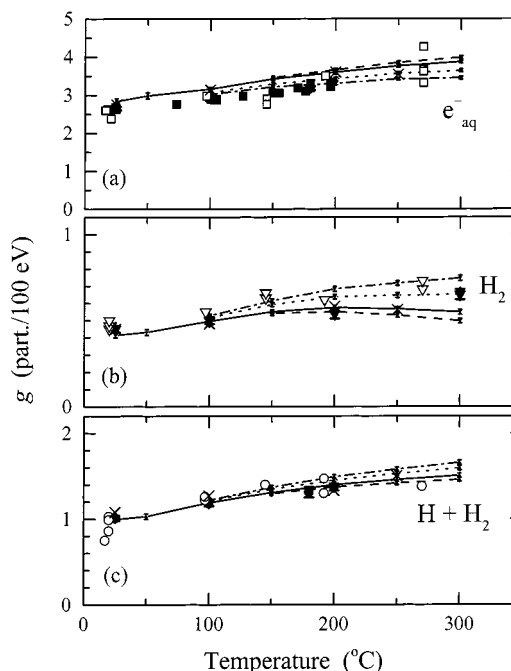 5
4
3
2
1
0
e⁻aq
(a)
1
0
H₂
(b)
g (part./100 eV)
2
1
0
H + H₂
(c)
0 100 200 300
Temperature (°C)